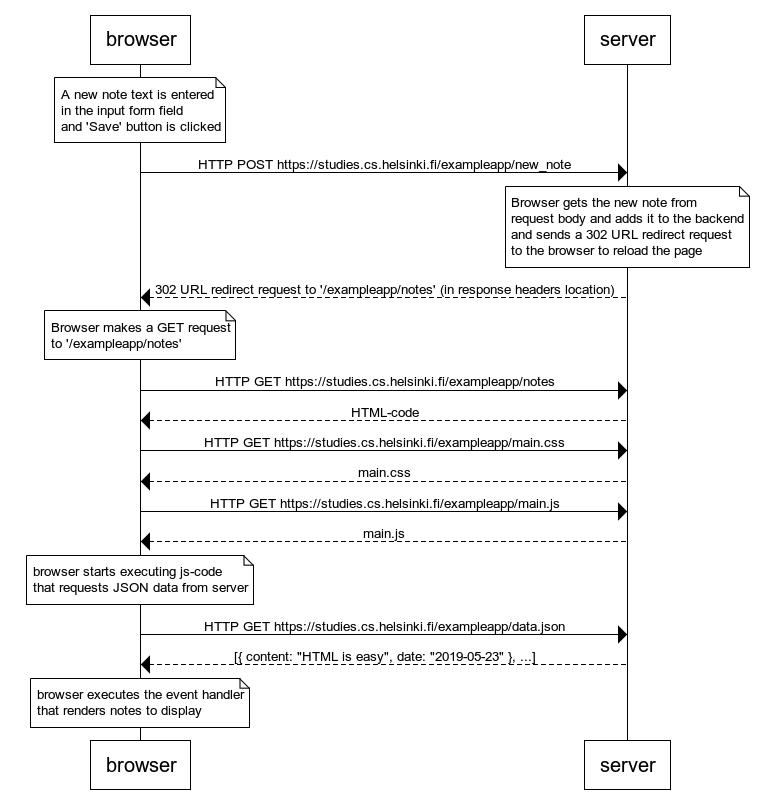 browser
server
A new note text is entered
in the input form field
and 'Save' button is clicked
HTTP POST https://studies.cs.helsinki.fi/exampleapp/new_note
Browser gets the new note from
request body and adds it to the backend
and sends a 302 URL redirect request
to the browser to reload the page
302 URL redirect request to '/exampleapp/notes' (in response headers location)
Browser makes a GET request
to '/exampleapp/notes'
HTTP GET https://studies.cs.helsinki.fi/exampleapp/notes
HTML-code
HTTP GET https://studies.cs.helsinki.fi/exampleapp/main.css
main.css
HTTP GET https://studies.cs.helsinki.fi/exampleapp/main.js
main.js
browser starts executing js-code
that requests JSON data from server
HTTP GET https://studies.cs.helsinki.fi/exampleapp/data.json
[{ content: "HTML is easy", date: "2019-05-23" }, ...]
browser executes the event handler
that renders notes to display
browser
server